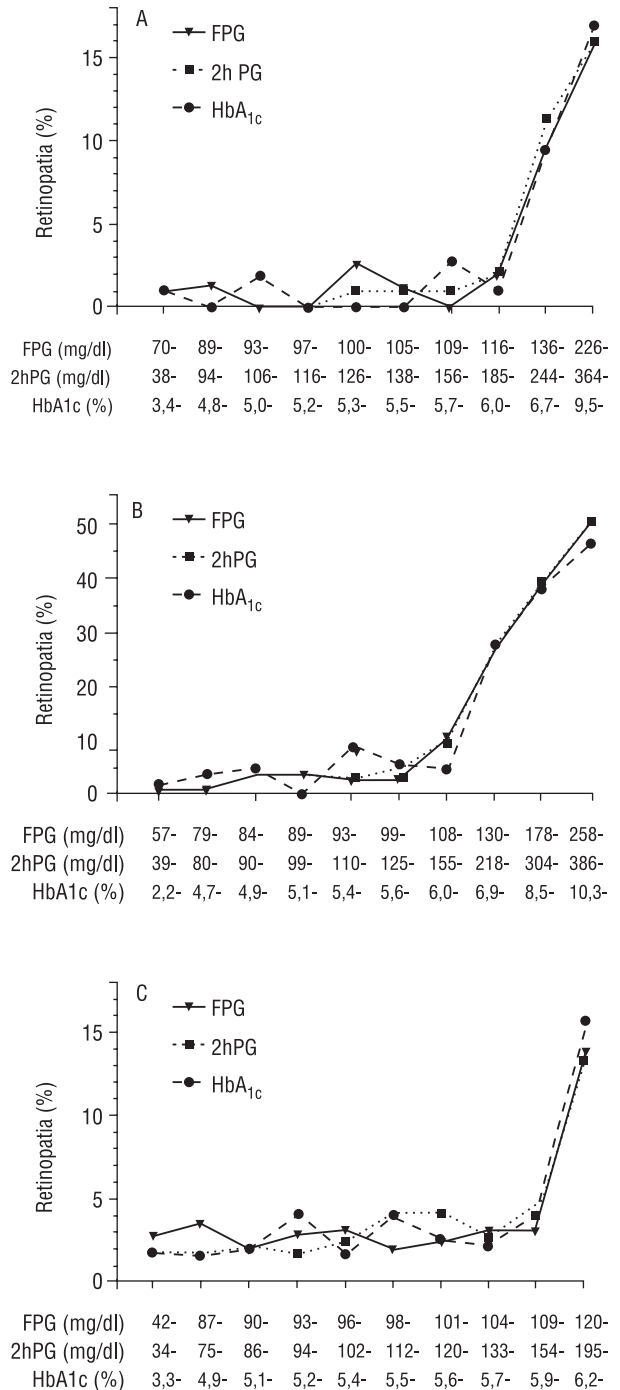 A
FPG
2h PG
HbA1c
Retinopatia (%)
15
10
5
0
FPG (mg/dl) 70- 89- 93- 97- 100- 105- 109- 116- 136- 226-
2hPG (mg/dl) 38- 94- 106- 116- 126- 138- 156- 185- 244- 364-
HbA1c (%) 3,4- 4,8- 5,0- 5,2- 5,3- 5,5- 5,7- 6,0- 6,7- 9,5-
B
FPG
2hPG
HbA1c
Retinopatia (%)
50
40
30
20
10
0
FPG (mg/dl) 57- 79- 84- 89- 93- 99- 108- 130- 178- 258-
2hPG (mg/dl) 39- 80- 90- 99- 110- 125- 155- 218- 304- 386-
HbA1c (%) 2,2- 4,7- 4,9- 5,1- 5,4- 5,6- 6,0- 6,9- 8,5- 10,3-
C
FPG
2hPG
HbA1c
Retinopatia (%)
15
10
5
0
FPG (mg/dl) 42- 87- 90- 93- 96- 98- 101- 104- 109- 120-
2hPG (mg/dl) 34- 75- 86- 94- 102- 112- 120- 133- 154- 195-
HbA1c (%) 3,3- 4,9- 5,1- 5,2- 5,4- 5,5- 5,6- 5,7- 5,9- 6,2-